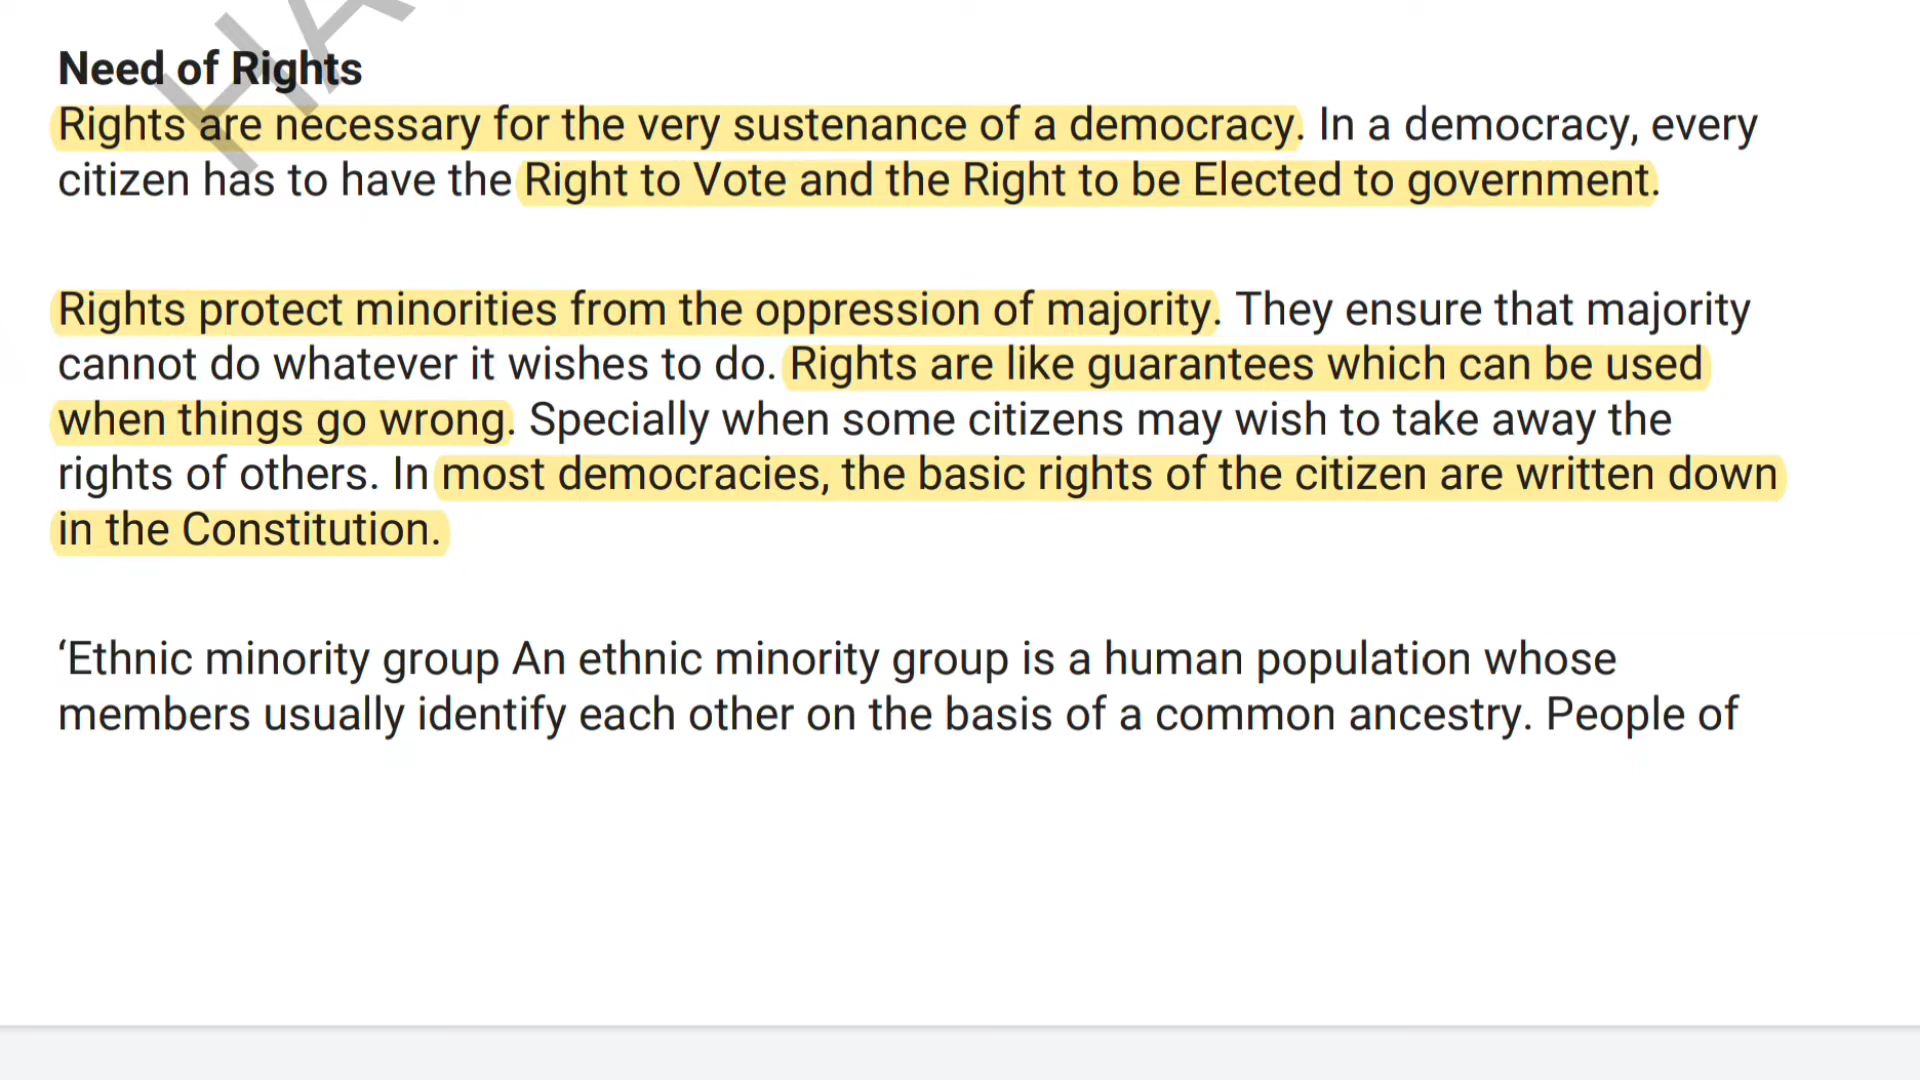 Need of Rights
Rights are necessary for the very sustenance of a democracy. In a democracy, every
citizen has to have the Right to Vote and the Right to be Elected to government.
Rights protect minorities from the oppression of majority. They ensure that majority
cannot do whatever it wishes to do. Rights are like guarantees which can be used
when things go wrong. Specially when some citizens may wish to take away the
rights of others. In most democracies, the basic rights of the citizen are written down
in the Constitution.
‘Ethnic minority group An ethnic minority group is a human population whose
members usually identify each other on the basis of a common ancestry. People of